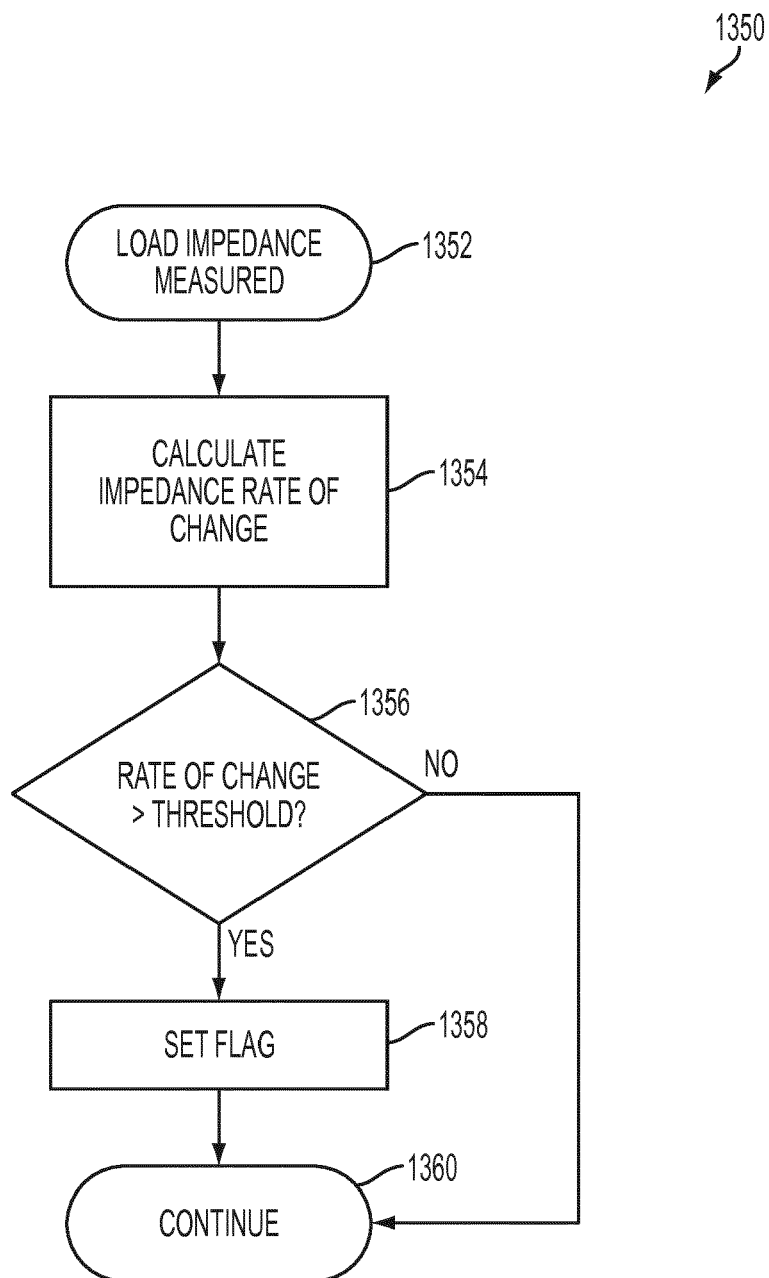 1350
LOAD IMPEDANCE
MEASURED
1352
CALCULATE
IMPEDANCE RATE OF
CHANGE
1354
1356
RATE OF CHANGE
> THRESHOLD?
NO
YES
SET FLAG
1358
1360
CONTINUE